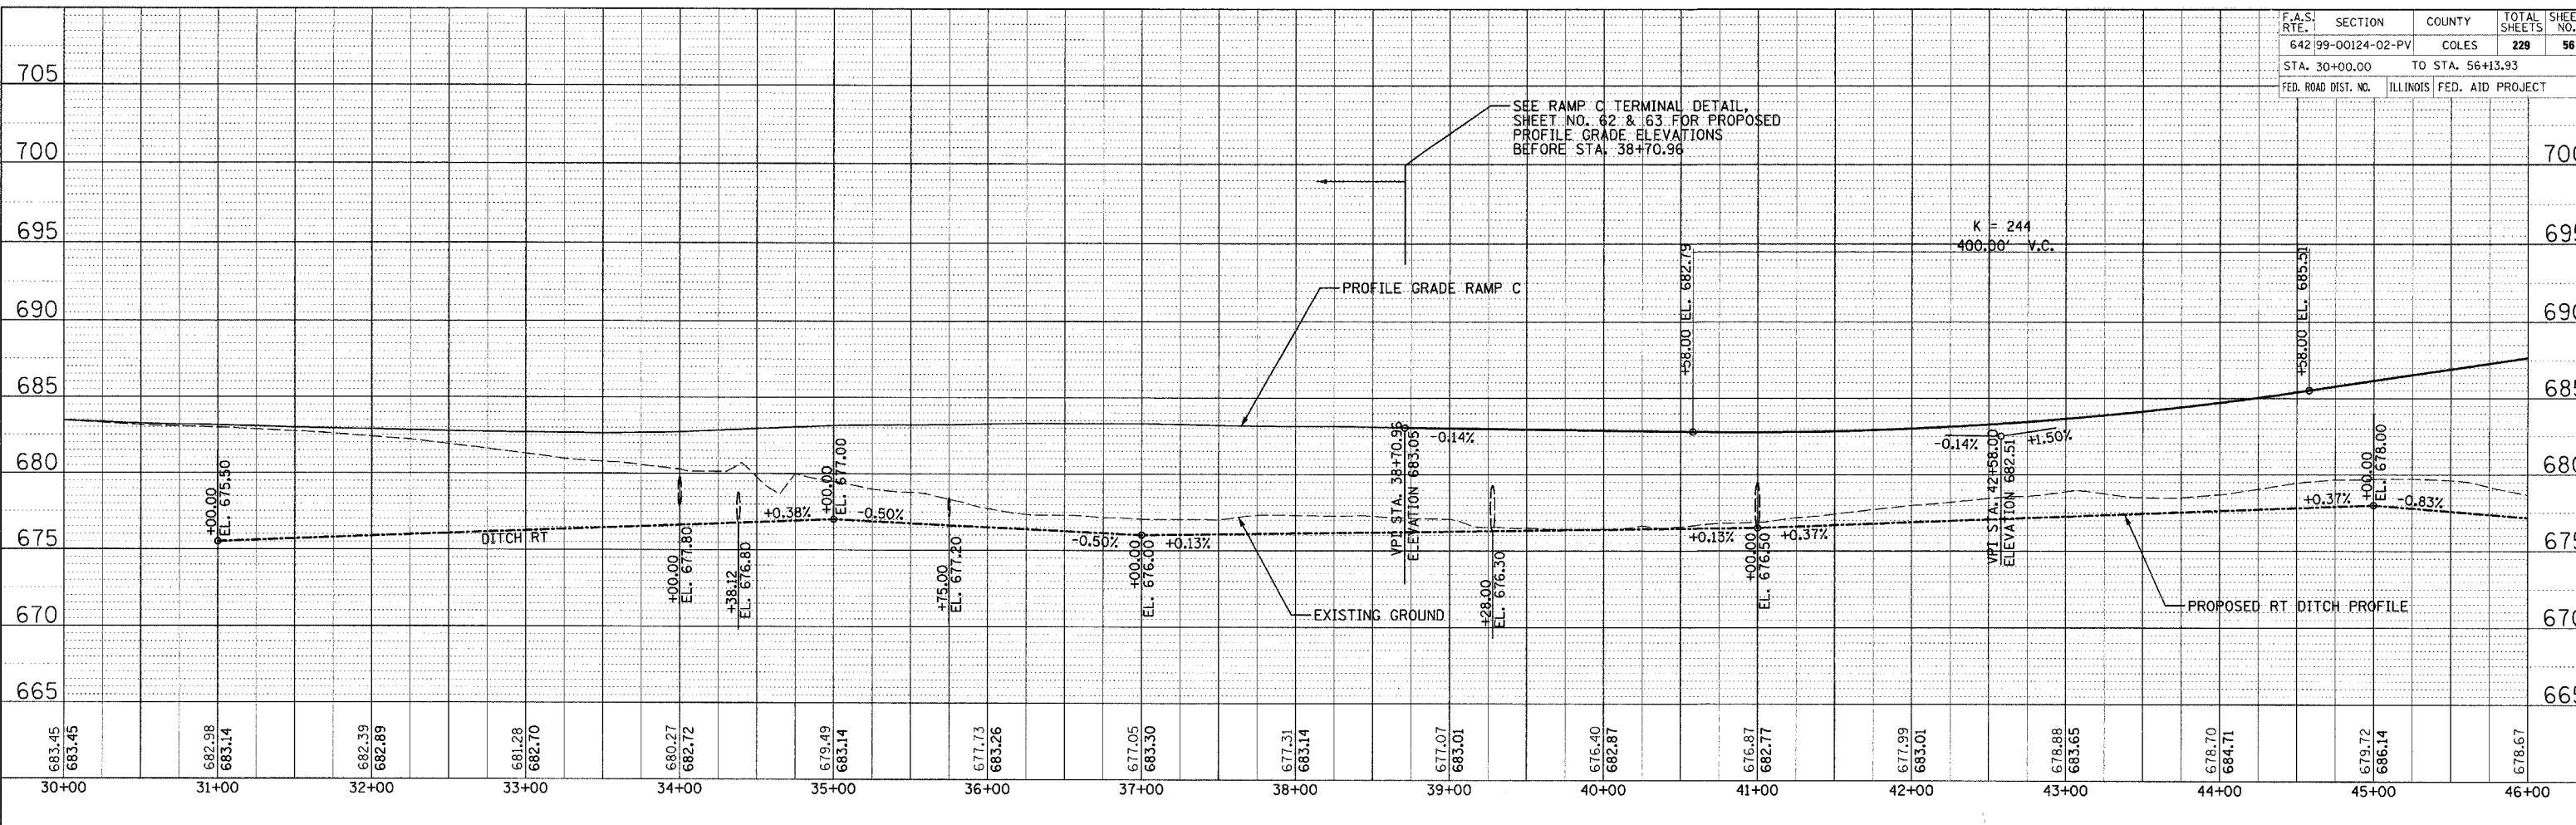 F.A.S. RTE. SECTION COUNTY TOTAL SHEETS SHEE NO.
642 99-00124-02-PV COLES 229 56
STA. 30+00.00 TO STA. 56+13.93
FED. ROAD DIST. NO. ILLINOIS FED. AID PROJECT
705
700
695
690
685
680
675
670
665
SEE RAMP C TERMINAL DETAIL,
SHEET NO. 62 & 63 FOR PROPOSED
PROFILE GRADE ELEVATIONS
BEFORE STA. 38+70.96
K = 244
400.00' V.C.
+58.00 EL. 682.79
+58.00 EL. 685.51
PROFILE GRADE RAMP C
VPI STA. 38+70.96
ELEVATION 683.05
-0.14%
-0.14%
VPI STA. 42+58.00
ELEVATION 682.51
+1.50%
+00.00
EL. 675.50
DITCH RT
+00.00
EL. 677.80
+38.12
EL. 676.80
+0.38%
+00.00
EL. 677.00
-0.50%
+75.00
EL. 677.20
-0.50%
+00.00
EL. 676.00
+0.13%
EXISTING GROUND
+28.00
EL. 676.30
+0.13%
+00.00
EL. 676.50
+0.37%
PROPOSED RT DITCH PROFILE
+0.37%
+00.00
EL. 678.00
-0.83%
700
695
690
685
680
675
670
665
683.45
683.45
682.98
683.14
682.39
682.89
681.28
682.70
680.27
682.72
679.49
683.14
677.73
683.26
677.05
683.30
677.31
683.14
677.07
683.01
676.40
682.87
676.87
682.77
677.99
683.01
678.88
683.65
678.70
684.71
679.72
686.14
678.67
30+00 31+00 32+00 33+00 34+00 35+00 36+00 37+00 38+00 39+00 40+00 41+00 42+00 43+00 44+00 45+00 46+00